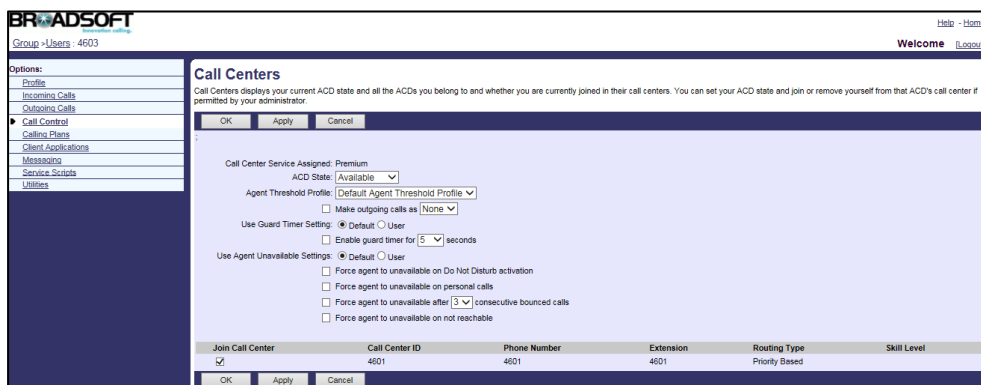 BROADSOFT
innovation calling.
Help - Hom
Group >Users : 4603
Welcome [Logou
Options:
Profile
Incoming Calls
Outgoing Calls
Call Control
Calling Plans
Client Applications
Messaging
Service Scripts
Utilities
Call Centers
Call Centers displays your current ACD state and all the ACDs you belong to and whether you are currently joined in their call centers. You can set your ACD state and join or remove yourself from that ACD's call center if
permitted by your administrator.
OK Apply Cancel
;
Call Center Service Assigned: Premium
ACD State: Available
Agent Threshold Profile: Default Agent Threshold Profile
Make outgoing calls as None
Use Guard Timer Setting: Default User
Enable guard timer for 5 seconds
Use Agent Unavailable Settings: Default User
Force agent to unavailable on Do Not Disturb activation
Force agent to unavailable on personal calls
Force agent to unavailable after 3 consecutive bounced calls
Force agent to unavailable on not reachable
Join Call Center Call Center ID Phone Number Extension Routing Type Skill Level
4601 4601 4601 Priority Based
OK Apply Cancel